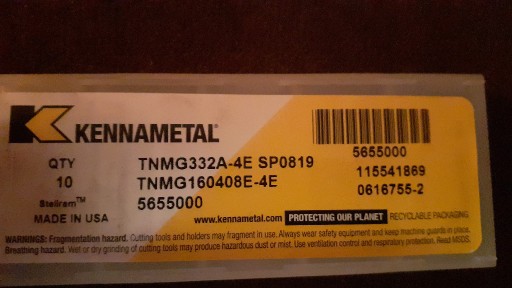 KENNAMETAL
5655000
QTY
TNMG332A-4E SP0819
115541869
10
TNMG160408E-4E
0616755-2
Stellram™
5655000
MADE IN USA
www.kennametal.com PROTECTING OUR PLANET RECYCLABLE PACKAGING
WARNINGS: Fragmentation hazard. Cutting tools and holders may fragment in use. Always wear safety equipment and keep machine guards in place.
Breathing hazard. Wet or dry grinding of cutting tools may produce hazardous dust or mist. Use ventilation control and respiratory protection. Read MSDS.